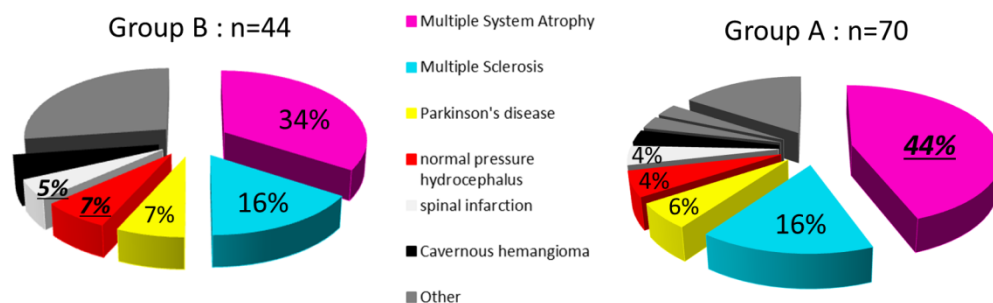 Group B : n=44
34%
16%
7%
7%
5%
Multiple System Atrophy
Multiple Sclerosis
Parkinson's disease
normal pressure
hydrocephalus
spinal infarction
Cavernous hemangioma
Other
Group A : n=70
44%
16%
6%
4%
4%